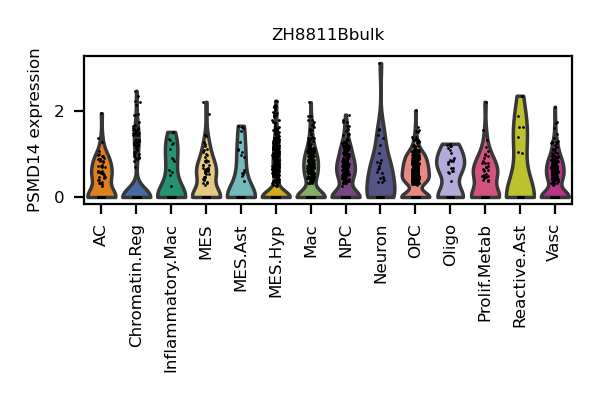 ZH8811Bbulk
PSMD14 expression
2
0
AC
Chromatin.Reg
Inflammatory.Mac
MES
MES.Ast
MES.Hyp
Mac
NPC
Neuron
OPC
Oligo
Prolif.Metab
Reactive.Ast
Vasc